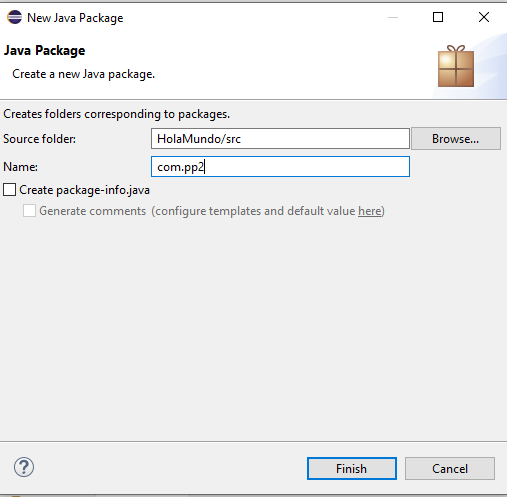 New Java Package
Java Package
Create a new Java package.
Creates folders corresponding to packages.
Source folder: HolaMundo/src Browse...
Name: com.pp2
Create package-info.java
Generate comments (configure templates and default value here)
? Finish Cancel